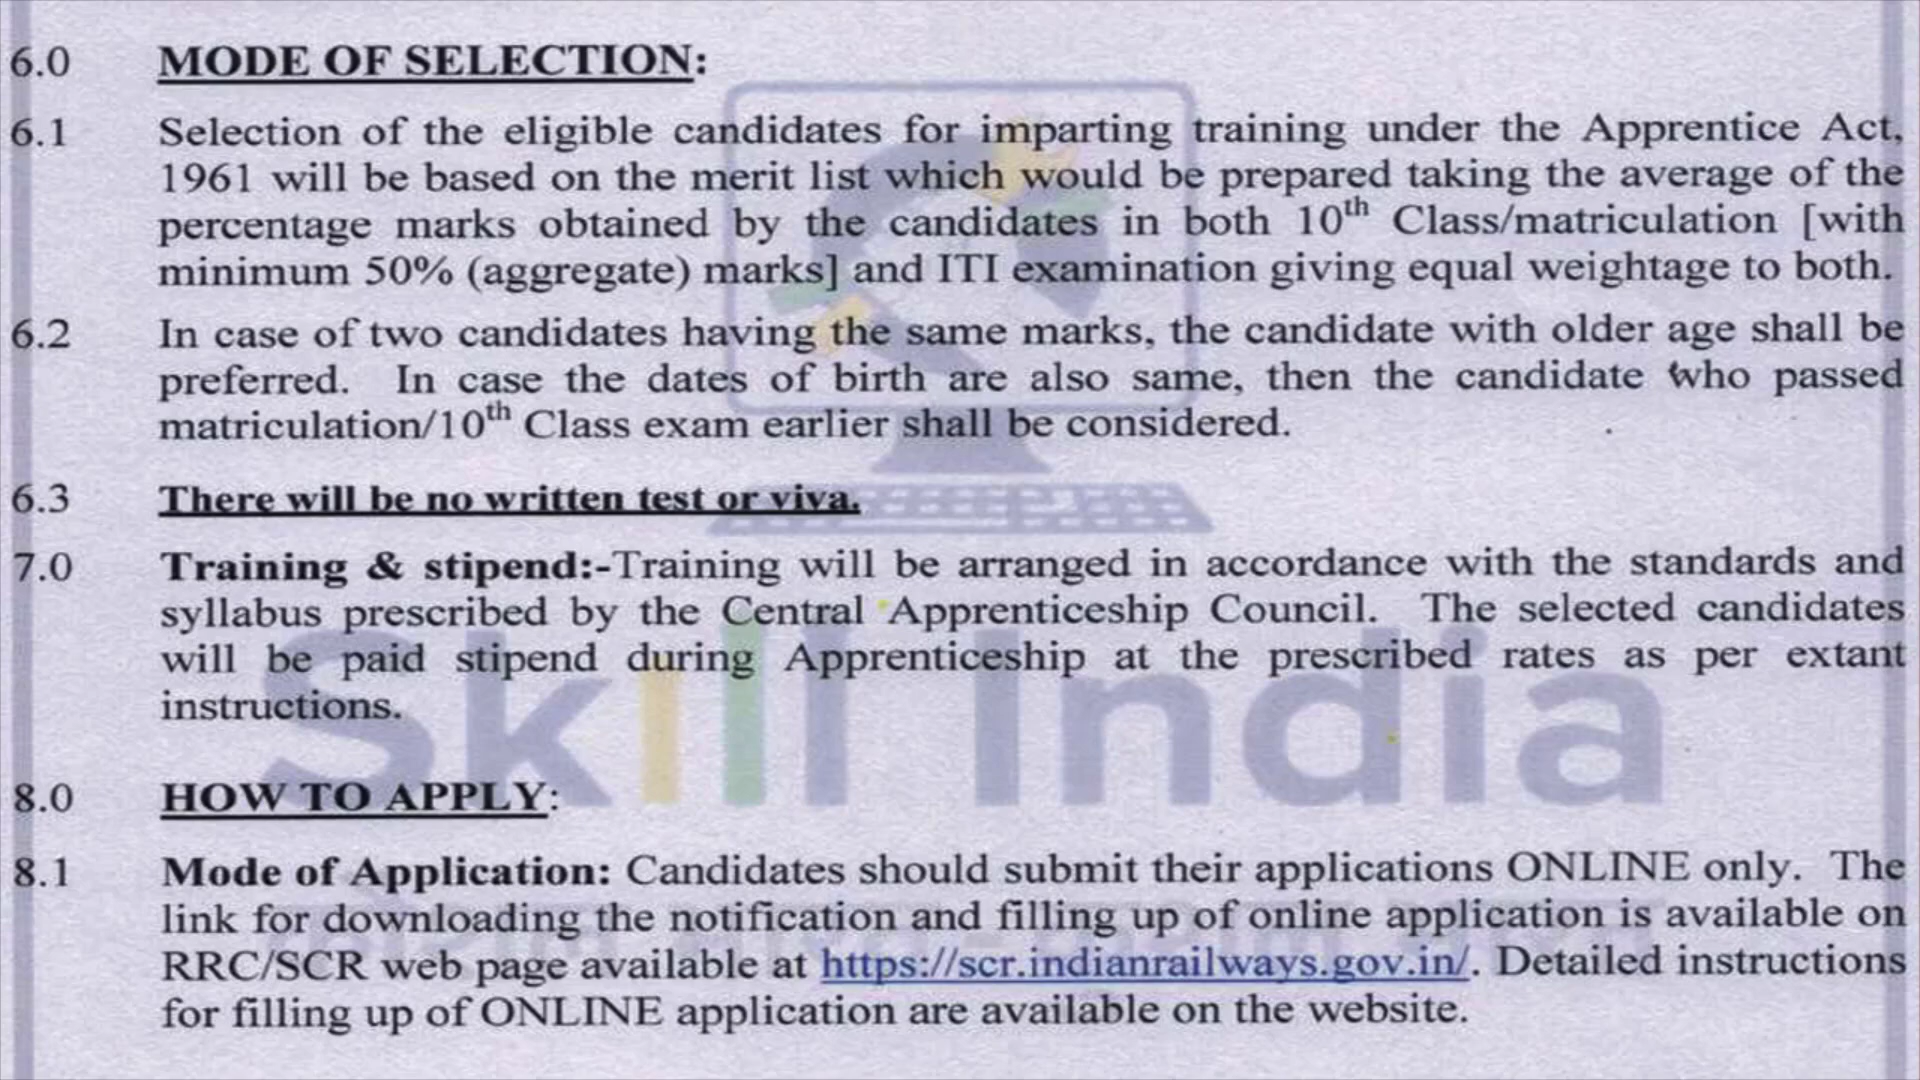 6.0 MODE OF SELECTION:
6.1 Selection of the eligible candidates for imparting training under the Apprentice Act,
1961 will be based on the merit list which would be prepared taking the average of the
percentage marks obtained by the candidates in both 10th Class/matriculation [with
minimum 50% (aggregate) marks] and ITI examination giving equal weightage to both.
6.2 In case of two candidates having the same marks, the candidate with older age shall be
preferred. In case the dates of birth are also same, then the candidate who passed
matriculation/10th Class exam earlier shall be considered.
6.3 There will be no written test or viva.
7.0 Training & stipend:-Training will be arranged in accordance with the standards and
syllabus prescribed by the Central Apprenticeship Council. The selected candidates
will be paid stipend during Apprenticeship at the prescribed rates as per extant
instructions.
Skill India
8.0 HOW TO APPLY:
8.1 Mode of Application: Candidates should submit their applications ONLINE only. The
link for downloading the notification and filling up of online application is available on
RRC/SCR web page available at https://scr.indianrailways.gov.in/. Detailed instructions
for filling up of ONLINE application are available on the website.